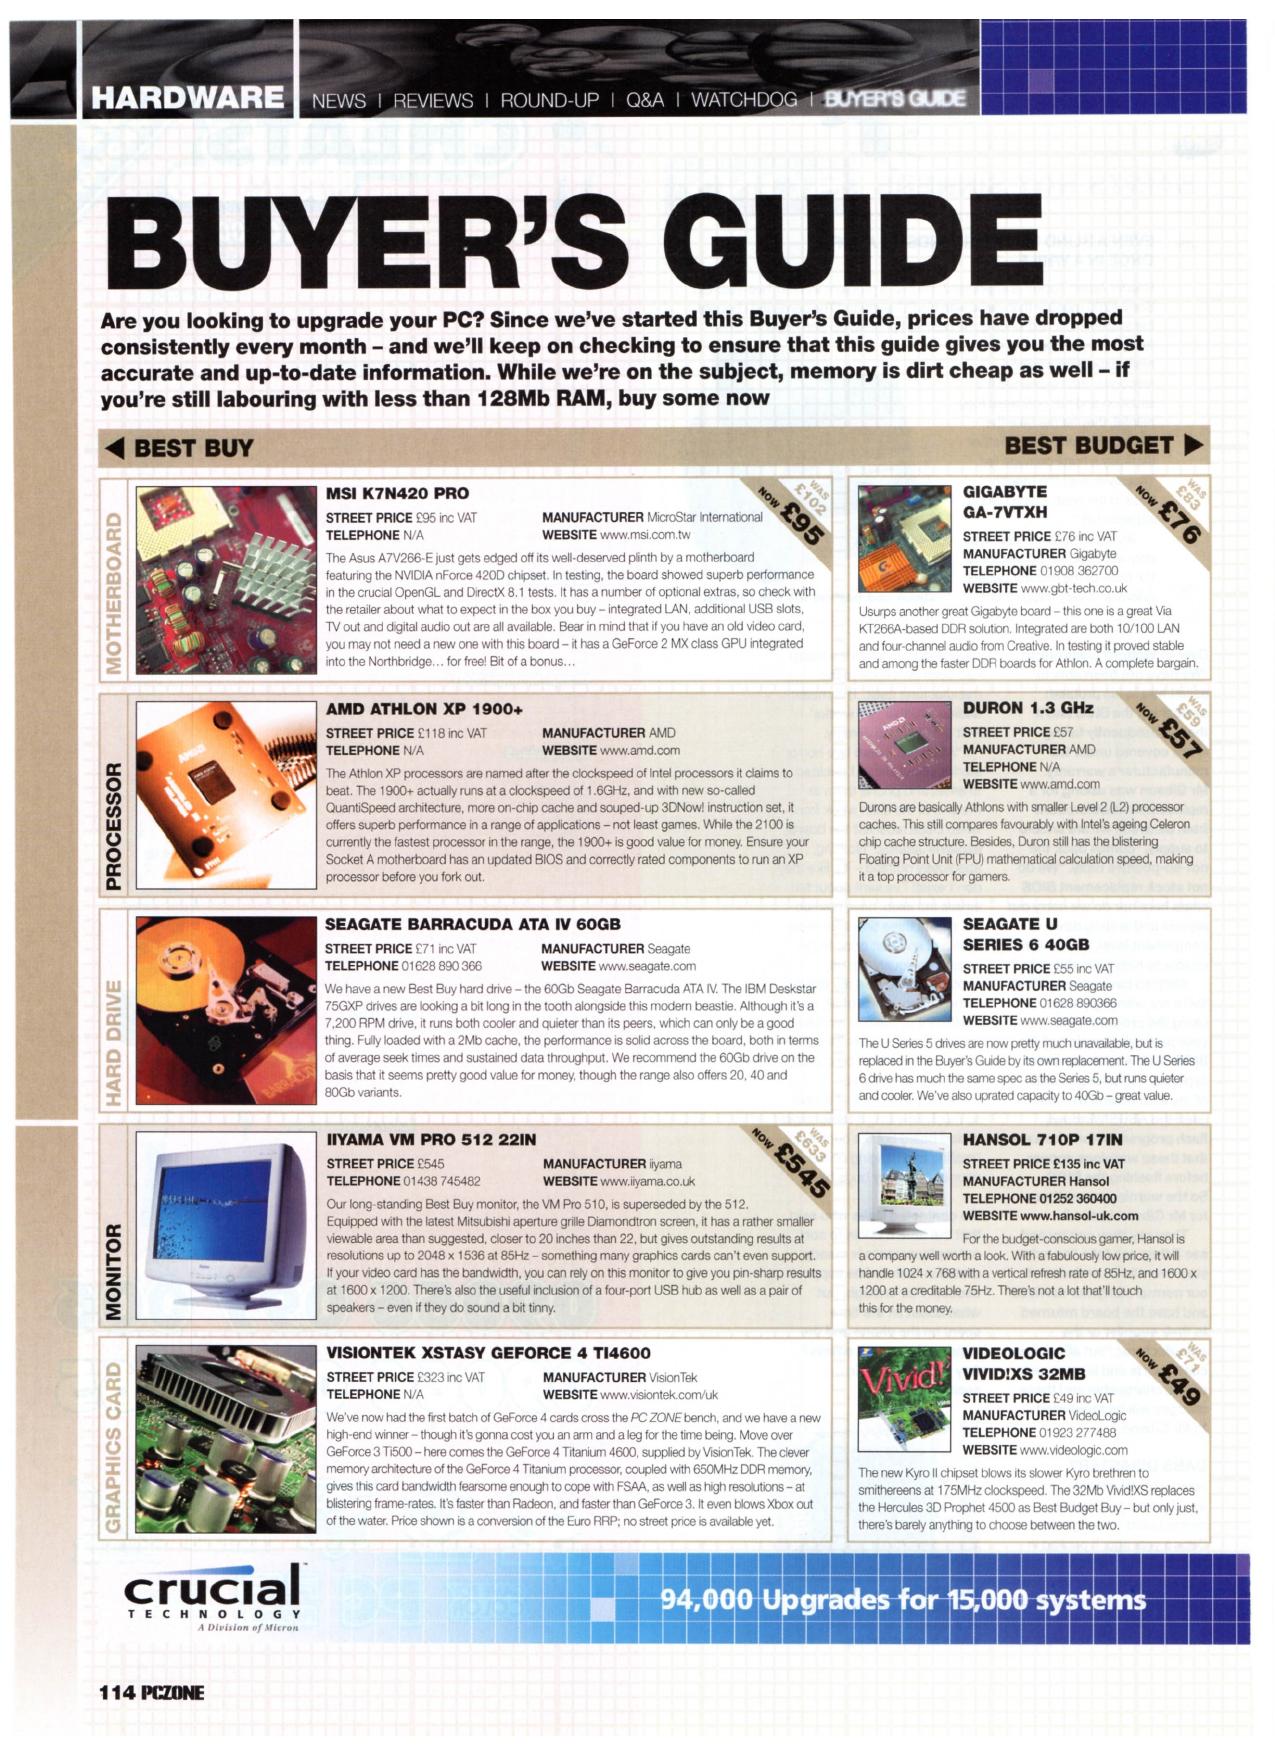 HARDWARE
NEWS | REVIEWS | ROUND-UP | Q&A | WATCHDOG | BUYER'S GUIDE
BUYER'S GUIDE
Are you looking to upgrade your PC? Since we've started this Buyer's Guide, prices have dropped
consistently every month – and we'll keep on checking to ensure that this guide gives you the most
accurate and up-to-date information. While we're on the subject, memory is dirt cheap as well – if
you're still labouring with less than 128Mb RAM, buy some now
◀ BEST BUY
BEST BUDGET ▶
MOTHERBOARD
MSI K7N420 PRO
STREET PRICE £95 inc VAT
MANUFACTURER MicroStar International
TELEPHONE N/A
WEBSITE www.msi.com.tw
WAS £102
NOW £95
The Asus A7V266-E just gets edged off its well-deserved plinth by a motherboard
featuring the NVIDIA nForce 420D chipset. In testing, the board showed superb performance
in the crucial OpenGL and DirectX 8.1 tests. It has a number of optional extras, so check with
the retailer about what to expect in the box you buy – integrated LAN, additional USB slots,
TV out and digital audio out are all available. Bear in mind that if you have an old video card,
you may not need a new one with this board – it has a GeForce 2 MX class GPU integrated
into the Northbridge... for free! Bit of a bonus...
GIGABYTE
GA-7VTXH
WAS £83
NOW £76
STREET PRICE £76 inc VAT
MANUFACTURER Gigabyte
TELEPHONE 01908 362700
WEBSITE www.gbt-tech.co.uk
Usurps another great Gigabyte board – this one is a great Via
KT266A-based DDR solution. Integrated are both 10/100 LAN
and four-channel audio from Creative. In testing it proved stable
and among the faster DDR boards for Athlon. A complete bargain.
PROCESSOR
AMD ATHLON XP 1900+
STREET PRICE £118 inc VAT
MANUFACTURER AMD
TELEPHONE N/A
WEBSITE www.amd.com
The Athlon XP processors are named after the clockspeed of Intel processors it claims to
beat. The 1900+ actually runs at a clockspeed of 1.6GHz, and with new so-called
QuantiSpeed architecture, more on-chip cache and souped-up 3DNow! instruction set, it
offers superb performance in a range of applications – not least games. While the 2100 is
currently the fastest processor in the range, the 1900+ is good value for money. Ensure your
Socket A motherboard has an updated BIOS and correctly rated components to run an XP
processor before you fork out.
DURON 1.3 GHz
WAS £59
NOW £57
STREET PRICE £57
MANUFACTURER AMD
TELEPHONE N/A
WEBSITE www.amd.com
Durons are basically Athlons with smaller Level 2 (L2) processor
caches. This still compares favourably with Intel's ageing Celeron
chip cache structure. Besides, Duron still has the blistering
Floating Point Unit (FPU) mathematical calculation speed, making
it a top processor for gamers.
HARD DRIVE
SEAGATE BARRACUDA ATA IV 60GB
STREET PRICE £71 inc VAT
MANUFACTURER Seagate
TELEPHONE 01628 890 366
WEBSITE www.seagate.com
We have a new Best Buy hard drive – the 60Gb Seagate Barracuda ATA IV. The IBM Deskstar
75GXP drives are looking a bit long in the tooth alongside this modern beastie. Although it's a
7,200 RPM drive, it runs both cooler and quieter than its peers, which can only be a good
thing. Fully loaded with a 2Mb cache, the performance is solid across the board, both in terms
of average seek times and sustained data throughput. We recommend the 60Gb drive on the
basis that it seems pretty good value for money, though the range also offers 20, 40 and
80Gb variants.
SEAGATE U
SERIES 6 40GB
STREET PRICE £55 inc VAT
MANUFACTURER Seagate
TELEPHONE 01628 890366
WEBSITE www.seagate.com
The U Series 5 drives are now pretty much unavailable, but is
replaced in the Buyer's Guide by its own replacement. The U Series
6 drive has much the same spec as the Series 5, but runs quieter
and cooler. We've also uprated capacity to 40Gb – great value.
MONITOR
IIYAMA VM PRO 512 22IN
STREET PRICE £545
MANUFACTURER iiyama
TELEPHONE 01438 745482
WEBSITE www.iiyama.co.uk
WAS £633
NOW £545
Our long-standing Best Buy monitor, the VM Pro 510, is superseded by the 512.
Equipped with the latest Mitsubishi aperture grille Diamondtron screen, it has a rather smaller
viewable area than suggested, closer to 20 inches than 22, but gives outstanding results at
resolutions up to 2048 x 1536 at 85Hz – something many graphics cards can't even support.
If your video card has the bandwidth, you can rely on this monitor to give you pin-sharp results
at 1600 x 1200. There's also the useful inclusion of a four-port USB hub as well as a pair of
speakers – even if they do sound a bit tinny.
HANSOL 710P 17IN
STREET PRICE £135 inc VAT
MANUFACTURER Hansol
TELEPHONE 01252 360400
WEBSITE www.hansol-uk.com
For the budget-conscious gamer, Hansol is
a company well worth a look. With a fabulously low price, it will
handle 1024 x 768 with a vertical refresh rate of 85Hz, and 1600 x
1200 at a creditable 75Hz. There's not a lot that'll touch
this for the money.
GRAPHICS CARD
VISIONTEK XSTASY GEFORCE 4 TI4600
STREET PRICE £323 inc VAT
MANUFACTURER VisionTek
TELEPHONE N/A
WEBSITE www.visiontek.com/uk
We've now had the first batch of GeForce 4 cards cross the PC ZONE bench, and we have a new
high-end winner – though it's gonna cost you an arm and a leg for the time being. Move over
GeForce 3 Ti500 – here comes the GeForce 4 Titanium 4600, supplied by VisionTek. The clever
memory architecture of the GeForce 4 Titanium processor, coupled with 650MHz DDR memory,
gives this card bandwidth fearsome enough to cope with FSAA, as well as high resolutions – at
blistering frame-rates. It's faster than Radeon, and faster than GeForce 3. It even blows Xbox out
of the water. Price shown is a conversion of the Euro RRP; no street price is available yet.
Vivid!
VIDEOLOGIC
VIVID!XS 32MB
WAS £71
NOW £49
STREET PRICE £49 inc VAT
MANUFACTURER VideoLogic
TELEPHONE 01923 277488
WEBSITE www.videologic.com
The new Kyro II chipset blows its slower Kyro brethren to
smithereens at 175MHz clockspeed. The 32Mb Vivid!XS replaces
the Hercules 3D Prophet 4500 as Best Budget Buy – but only just,
there's barely anything to choose between the two.
crucial™
TECHNOLOGY
A Division of Micron
94,000 Upgrades for 15,000 systems
114 PCZONE